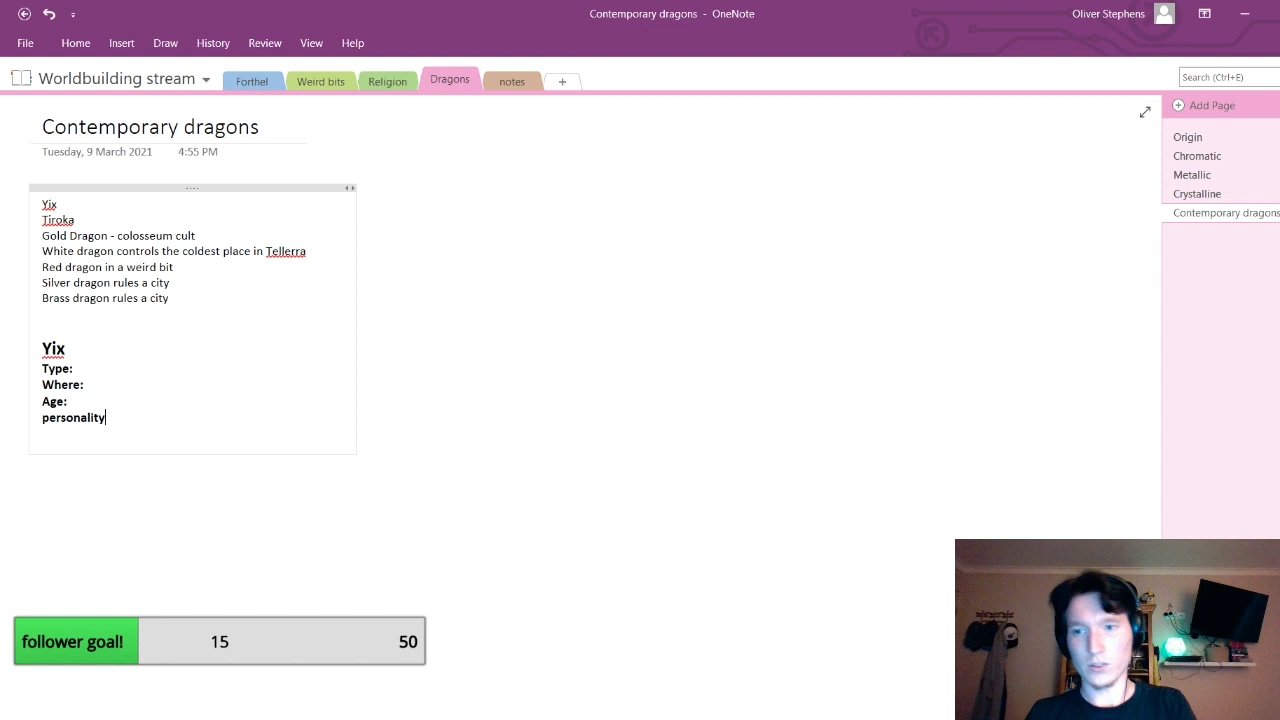 Contemporary dragons - OneNote
Oliver Stephens
File Home Insert Draw History Review View Help
Worldbuilding stream
Forthel Weird bits Religion Dragons notes
Search (Ctrl+E)
Contemporary dragons
Tuesday, 9 March 2021 4:55 PM
Yix
Tiroka
Gold Dragon - colosseum cult
White dragon controls the coldest place in Tellerra
Red dragon in a weird bit
Silver dragon rules a city
Brass dragon rules a city
Yix
Type:
Where:
Age:
personality
Add Page
Origin
Chromatic
Metallic
Crystalline
Contemporary dragons
follower goal! 15 50